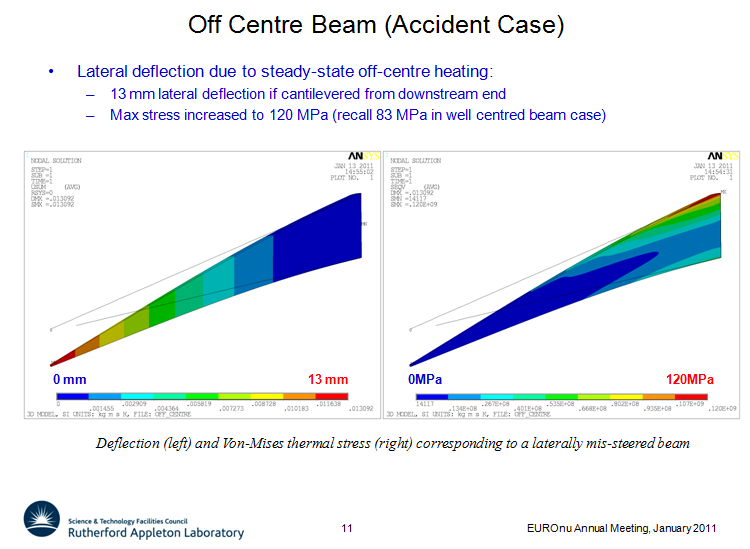 Off Centre Beam (Accident Case)
• Lateral deflection due to steady-state off-centre heating:
– 13 mm lateral deflection if cantilevered from downstream end
– Max stress increased to 120 MPa (recall 83 MPa in well centred beam case)
NODAL SOLUTION
STEP=1
SUB =1
TIME=1
USUM (AVG)
RSYS=0
DMX =.013092
SMX =.013092
ANSYS
JAN 13 2011
14:55:02
PLOT NO. 1
MX
0 mm 13 mm
0 .002909 .005819 .008728 .011638
.001455 .004364 .007273 .010183 .013092
3D MODEL, SI UNITS: kg m s K, FILE: OFF_CENTRE
NODAL SOLUTION
STEP=1
SUB =1
TIME=1
SEQV (AVG)
DMX =.013092
SMN =14117
SMX =.120E+09
ANSYS
JAN 13 2011
14:54:31
PLOT NO. 1
MX
0MPa 120MPa
14117 .267E+08 .535E+08 .802E+08 .107E+09
.134E+08 .401E+08 .668E+08 .935E+08 .120E+09
3D MODEL, SI UNITS: kg m s K, FILE: OFF_CENTRE
Deflection (left) and Von-Mises thermal stress (right) corresponding to a laterally mis-steered beam
Science & Technology Facilities Council
Rutherford Appleton Laboratory
11
EUROnu Annual Meeting, January 2011